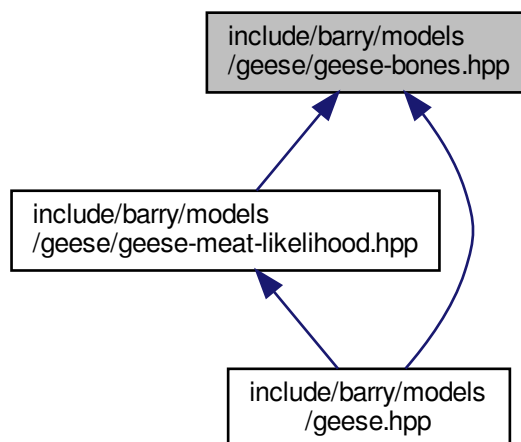 include/barry/models
/geese/geese-bones.hpp
include/barry/models
/geese/geese-meat-likelihood.hpp
include/barry/models
/geese.hpp